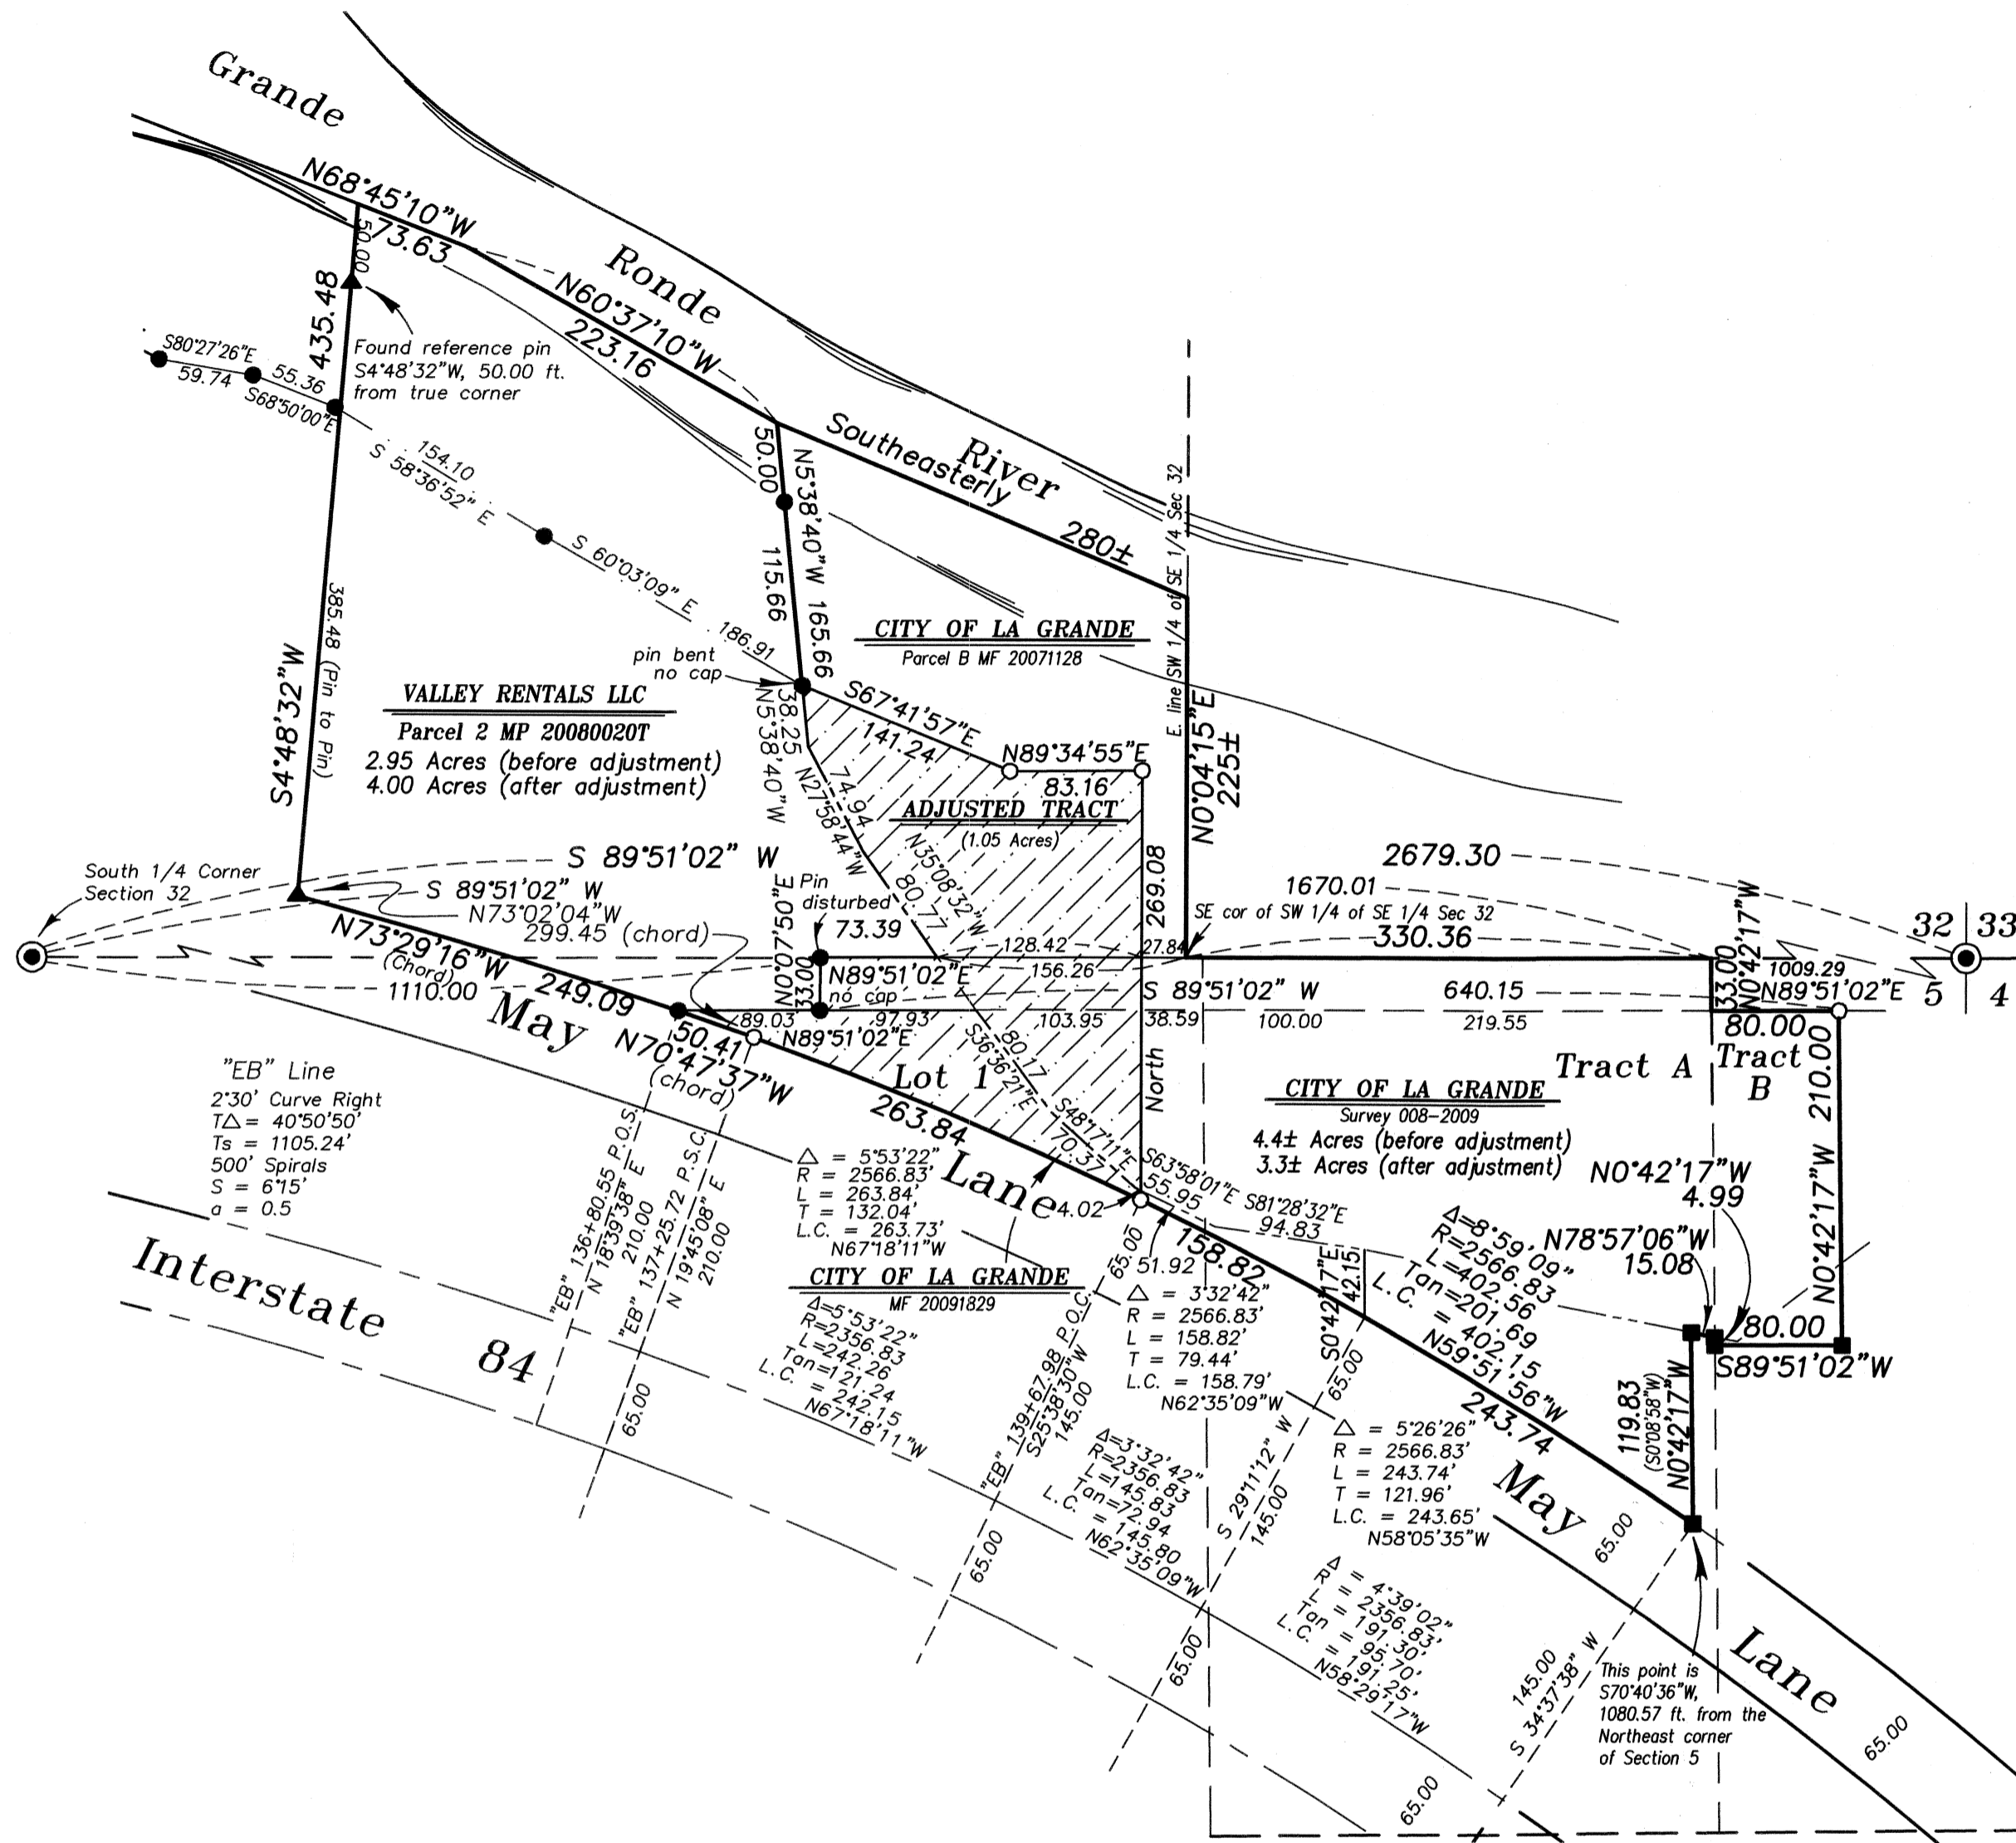 Grande
Ronde
River
N68°45'10"W
73.63
50.00
435.48
Found reference pin
S4°48'32"W, 50.00 ft.
from true corner
S80°27'26"E
59.74
55.36
S68°50'00"E
154.10
S 58°36'52" E
S 60°03'09" E
186.91
N60°37'10"W
223.16
Southeasterly
280±
50.00
N5°38'40"W 165.66
115.66
E. line SW 1/4 of SE 1/4 Sec 32
CITY OF LA GRANDE
Parcel B MF 20071128
pin bent
no cap
S67°41'57"E
141.24
N89°34'55"E
83.16
385.48 (Pin to Pin)
S4°48'32"W
VALLEY RENTALS LLC
Parcel 2 MP 20080020T
2.95 Acres (before adjustment)
4.00 Acres (after adjustment)
38.25
N5°38'40"W
74.94
N27°58'44"W
ADJUSTED TRACT
(1.05 Acres)
N35°08'32"W
80.77
269.08
North
N0°04'15"E
225±
South 1/4 Corner
Section 32
S 89°51'02" W
S 89°51'02" W
N73°02'04"W
299.45 (chord)
N73°29'16"W
(Chord)
249.09
1110.00
N0°07'50"E
33.00
Pin
disturbed
73.39
N89°51'02"E
no cap
128.42
27.84
156.26
SE cor of SW 1/4 of SE 1/4 Sec 32
2679.30
1670.01
330.36
N0°42'17"W
33.00
32
33
5
4
1009.29
N89°51'02"E
80.00
S 89°51'02" W
640.15
89.03
97.93
103.95
38.59
100.00
219.55
N89°51'02"E
50.41
N70°47'37"W
(chord)
May
Lane
Lot 1
263.84
80.17
S36°36'21"E
S48°17'11"E
70.37
S63°58'01"E
55.95
S81°28'32"E
94.83
4.02
51.92
158.82
Tract A
Tract
B
210.00
N0°42'17"W
CITY OF LA GRANDE
Survey 008-2009
4.4± Acres (before adjustment)
3.3± Acres (after adjustment)
N0°42'17"W
4.99
N78°57'06"W
15.08
80.00
S89°51'02"W
119.83
(S0°08'58"W)
N0°42'17"W
"EB" Line
2°30' Curve Right
T△= 40°50'50'
Ts = 1105.24'
500' Spirals
S = 6°15'
a = 0.5
Interstate
84
"EB" 136+80.55 P.O.S.
N 18°39'38" E
210.00
"EB" 137+25.72 P.S.C.
N 19°45'08" E
210.00
65.00
△ = 5°53'22"
R = 2566.83'
L = 263.84'
T = 132.04'
L.C. = 263.73'
N67°18'11"W
CITY OF LA GRANDE
MF 20091829
Δ=5°53'22"
R=2356.83
L=242.26
Tan=121.24
L.C. = 242.15
N67°18'11"W
"EB" 139+67.98 P.O.C.
S25°38'30"W
145.00
65.00
65.00
△ = 3°32'42"
R = 2566.83'
L = 158.82'
T = 79.44'
L.C. = 158.79'
N62°35'09"W
Δ=3°32'42"
R=2356.83
L=145.83
Tan=72.94
L.C. = 145.80
N62°35'09"W
S0°42'17"E
42.15
65.00
S 29°11'12" W
145.00
65.00
Δ=8°59'09"
R=2566.83
L=402.56
Tan=201.69
L.C. = 402.15
N59°51'56"W
243.74
△ = 5°26'26"
R = 2566.83'
L = 243.74'
T = 121.96'
L.C. = 243.65'
N58°05'35"W
Δ = 4°39'02"
R = 2356.83'
L = 191.30'
Tan = 95.70'
L.C. = 191.25'
N58°29'17"W
May
Lane
65.00
145.00
S 34°37'38" W
65.00
65.00
This point is
S70°40'36"W,
1080.57 ft. from the
Northeast corner
of Section 5